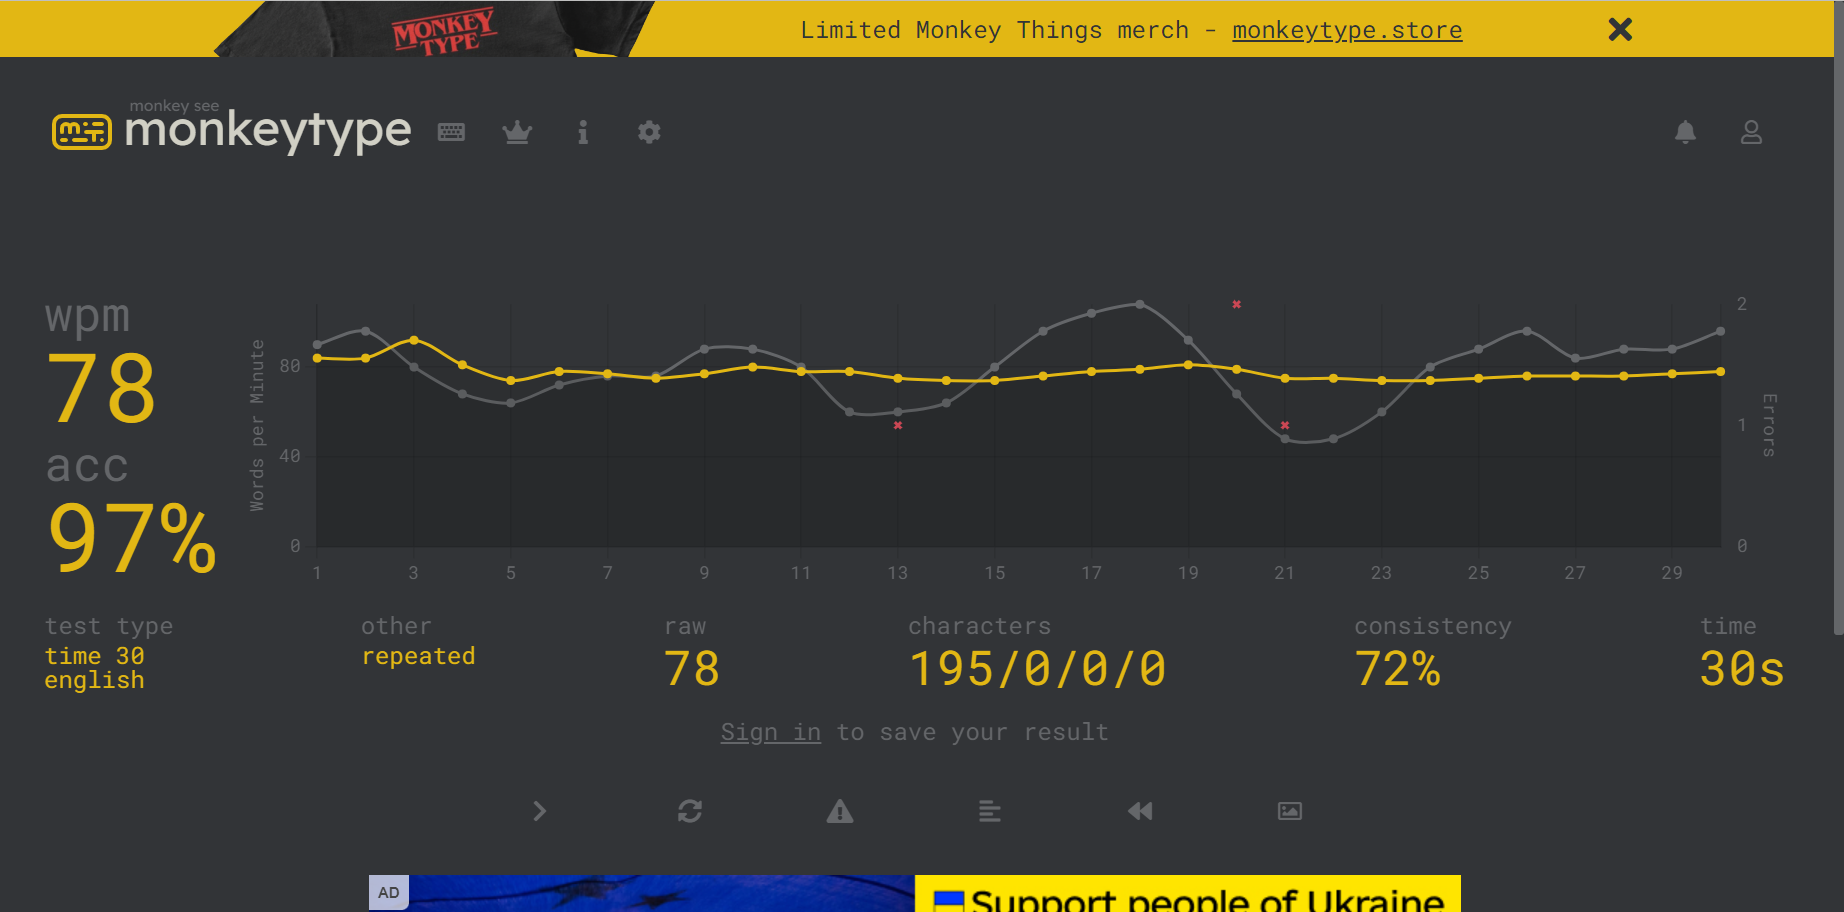 MONKEY
TYPE
Limited Monkey Things merch - monkeytype.store
monkey see
monkeytype
wpm
78
acc
97%
Words per Minute
80
40
0
2
1
0
Errors
1 3 5 7 9 11 13 15 17 19 21 23 25 27 29
test type
time 30
english
other
repeated
raw
78
characters
195/0/0/0
consistency
72%
time
30s
Sign in to save your result
AD
Support people of Ukraine